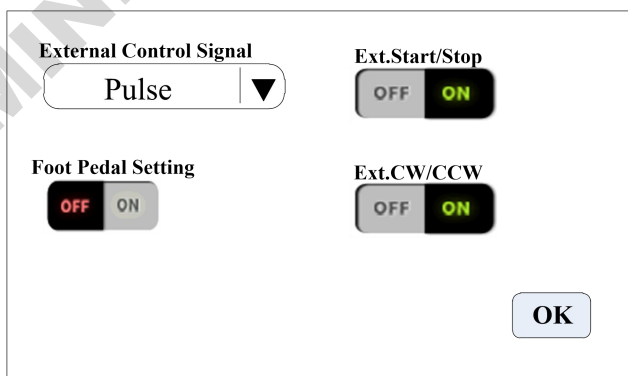 External Control Signal
Pulse
Ext.Start/Stop
OFF ON
Foot Pedal Setting
OFF ON
Ext.CW/CCW
OFF ON
OK